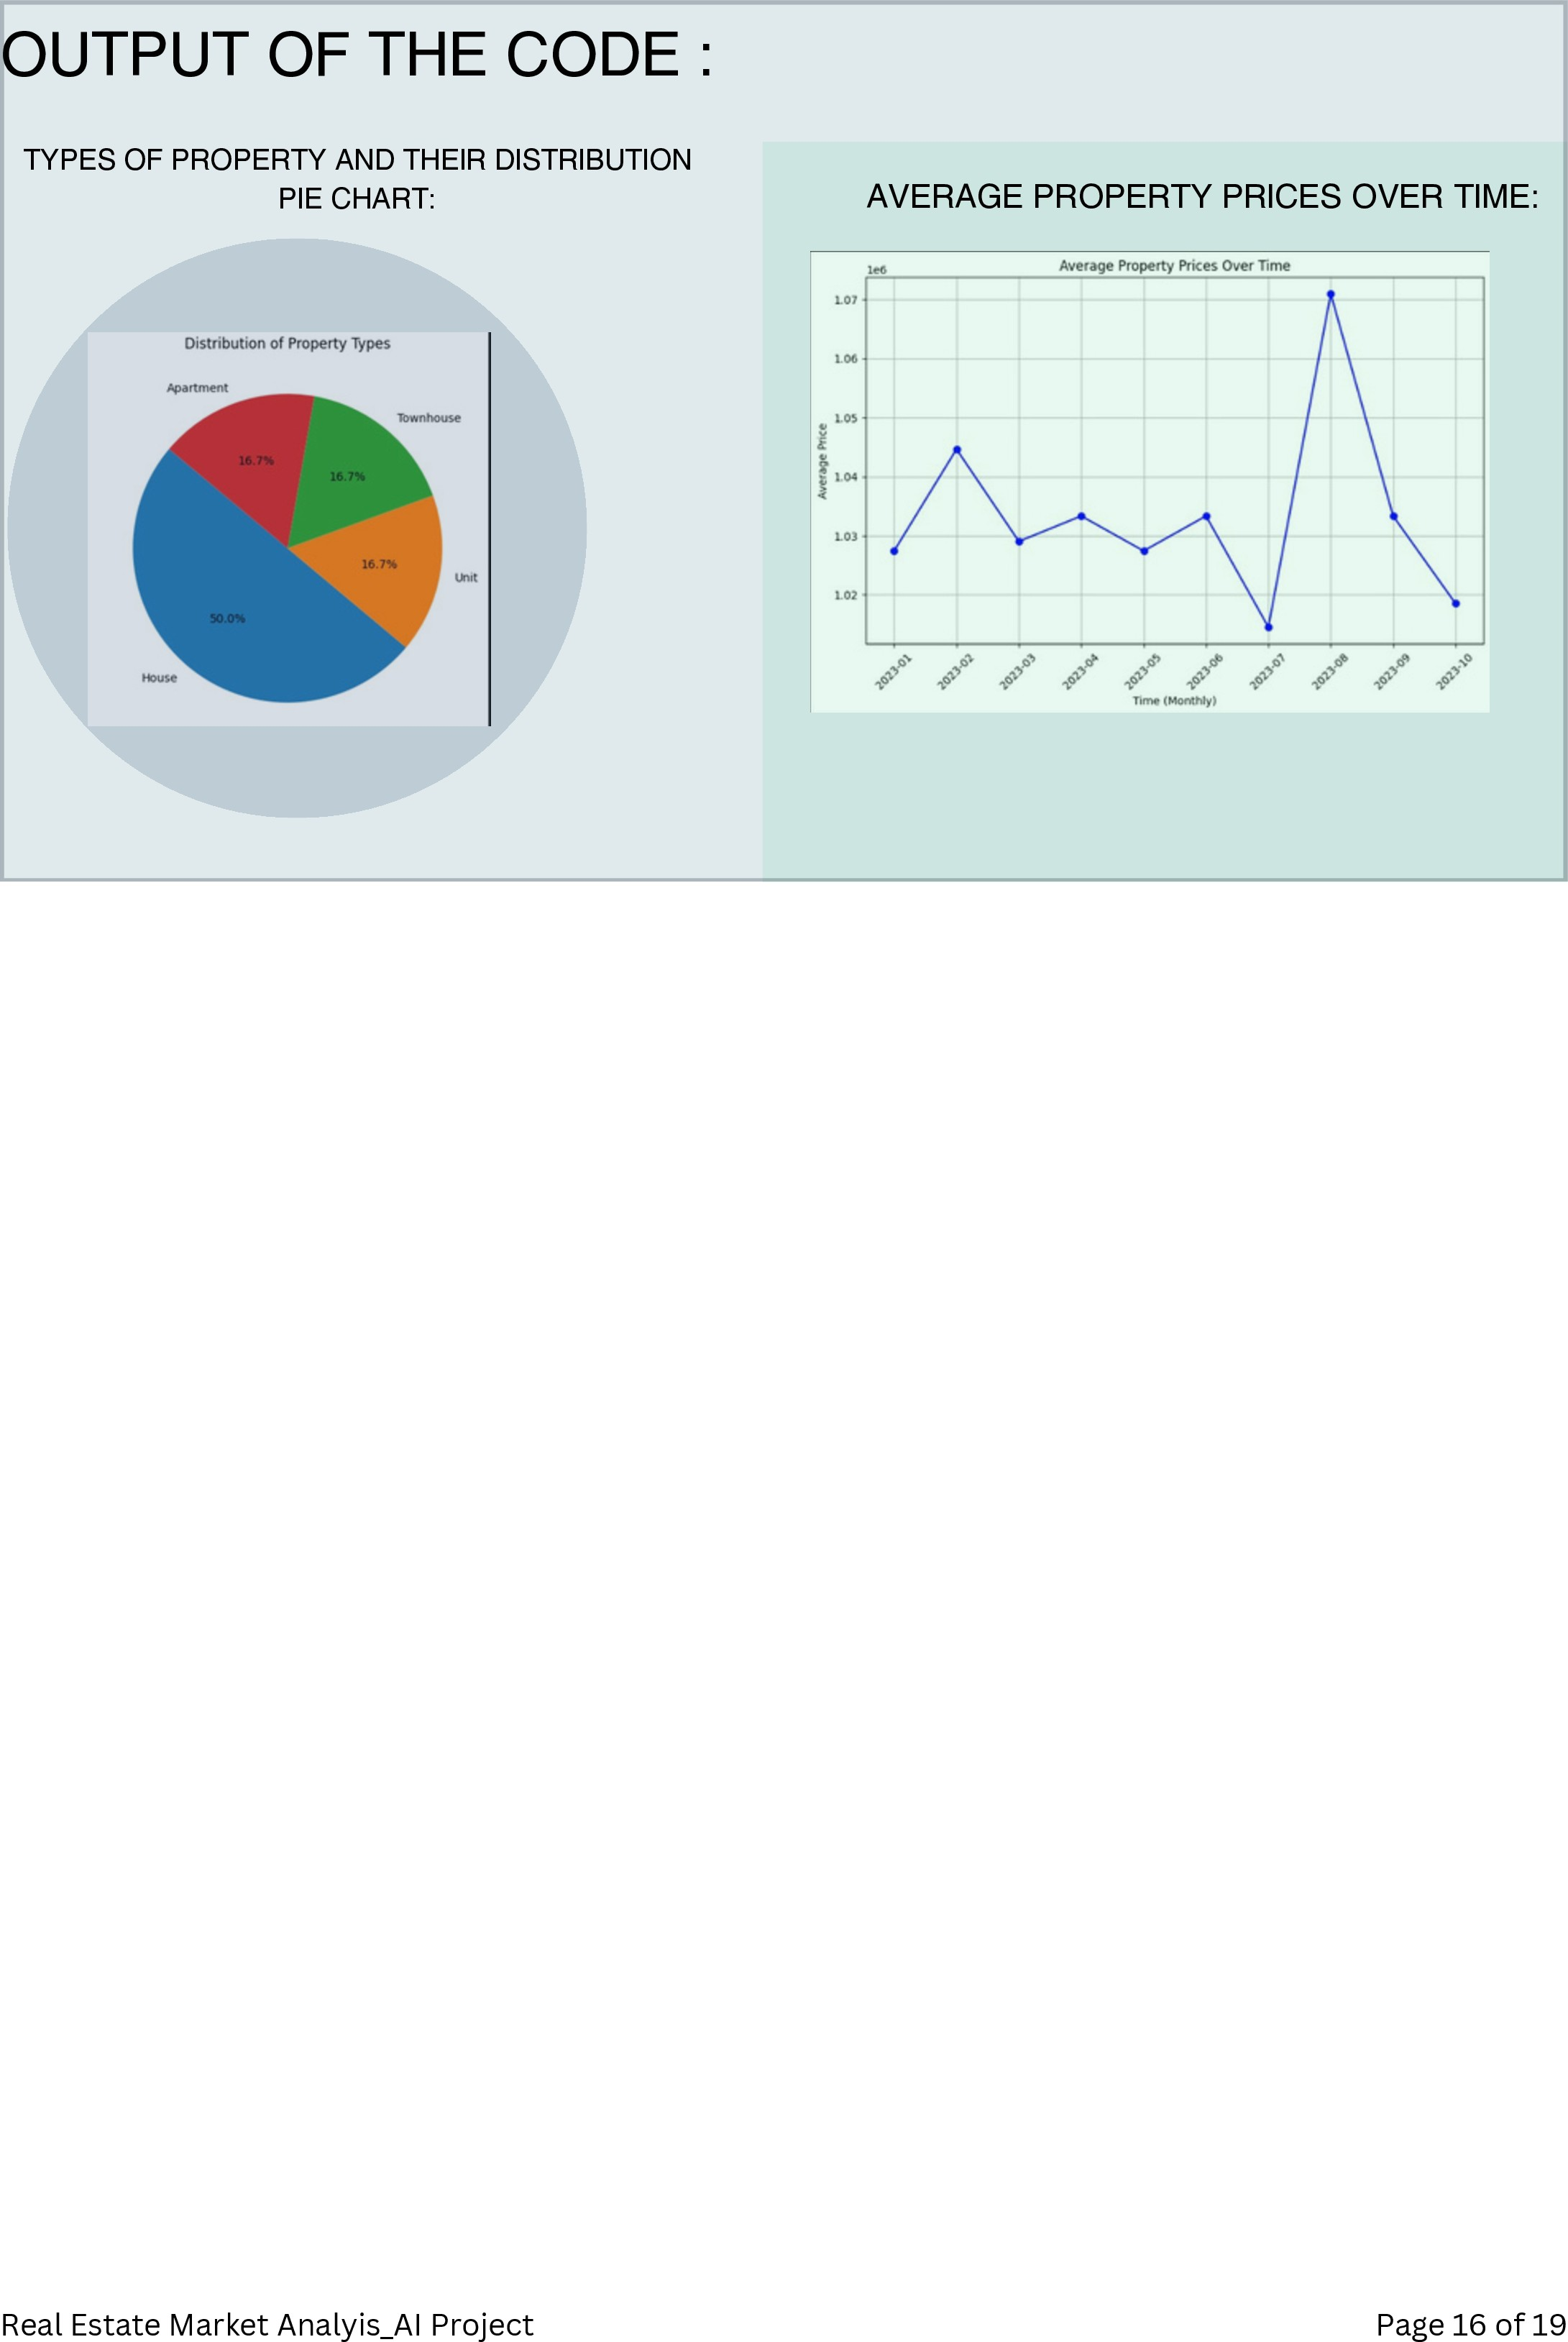 OUTPUT OF THE CODE :
TYPES OF PROPERTY AND THEIR DISTRIBUTION
PIE CHART:
Distribution of Property Types
Apartment
Townhouse
16.7%
16.7%
16.7%
Unit
50.0%
House
AVERAGE PROPERTY PRICES OVER TIME:
Average Property Prices Over Time
1e6
1.07
1.06
1.05
1.04
1.03
1.02
Average Price
2023-01
2023-02
2023-03
2023-04
2023-05
2023-06
2023-07
2023-08
2023-09
2023-10
Time (Monthly)
Real Estate Market Analyis_AI Project
Page 16 of 19